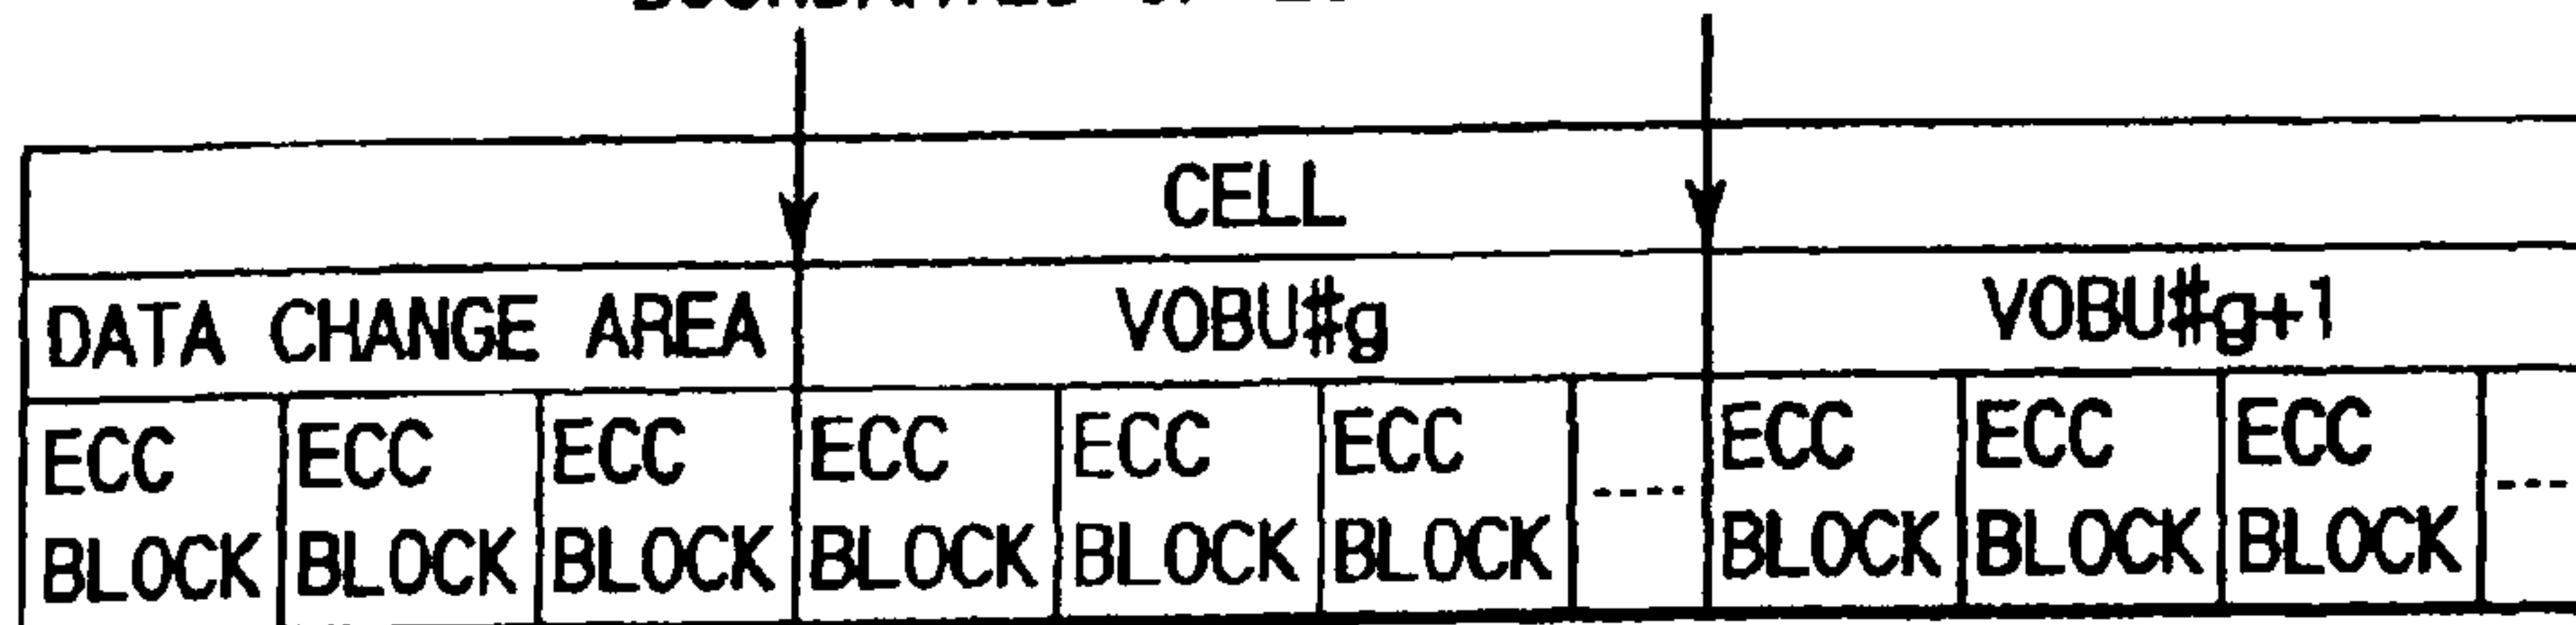 CELL
DATA CHANGE AREA VOBU#g VOBU#g+1
ECC ECC ECC ECC ECC ECC ECC ECC ECC
BLOCK BLOCK BLOCK BLOCK BLOCK BLOCK ----- BLOCK BLOCK BLOCK ---